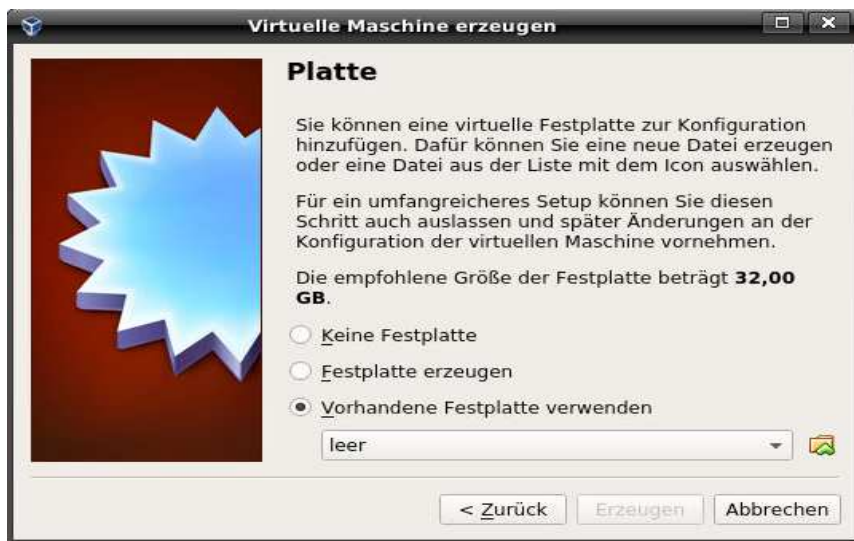 Virtuelle Maschine erzeugen
Platte
Sie können eine virtuelle Festplatte zur Konfiguration
hinzufügen. Dafür können Sie eine neue Datei erzeugen
oder eine Datei aus der Liste mit dem Icon auswählen.
Für ein umfangreicheres Setup können Sie diesen
Schritt auch auslassen und später Änderungen an der
Konfiguration der virtuellen Maschine vornehmen.
Die empfohlene Größe der Festplatte beträgt 32,00
GB.
Keine Festplatte
Festplatte erzeugen
Vorhandene Festplatte verwenden
leer
< Zurück Erzeugen Abbrechen